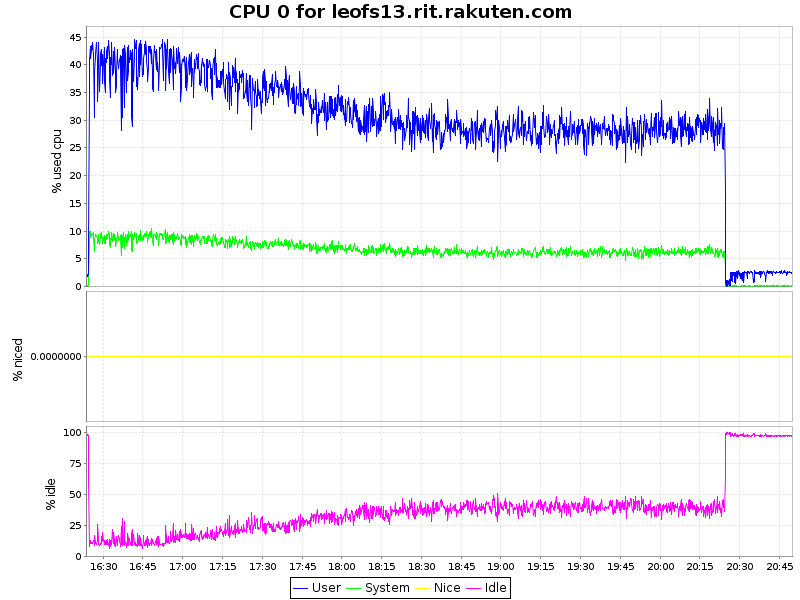 CPU 0 for leofs13.rit.rakuten.com
% used cpu
45
40
35
30
25
20
15
10
5
0
% niced
0.0000000
% idle
100
75
50
25
0
16:30 16:45 17:00 17:15 17:30 17:45 18:00 18:15 18:30 18:45 19:00 19:15 19:30 19:45 20:00 20:15 20:30 20:45
User System Nice Idle